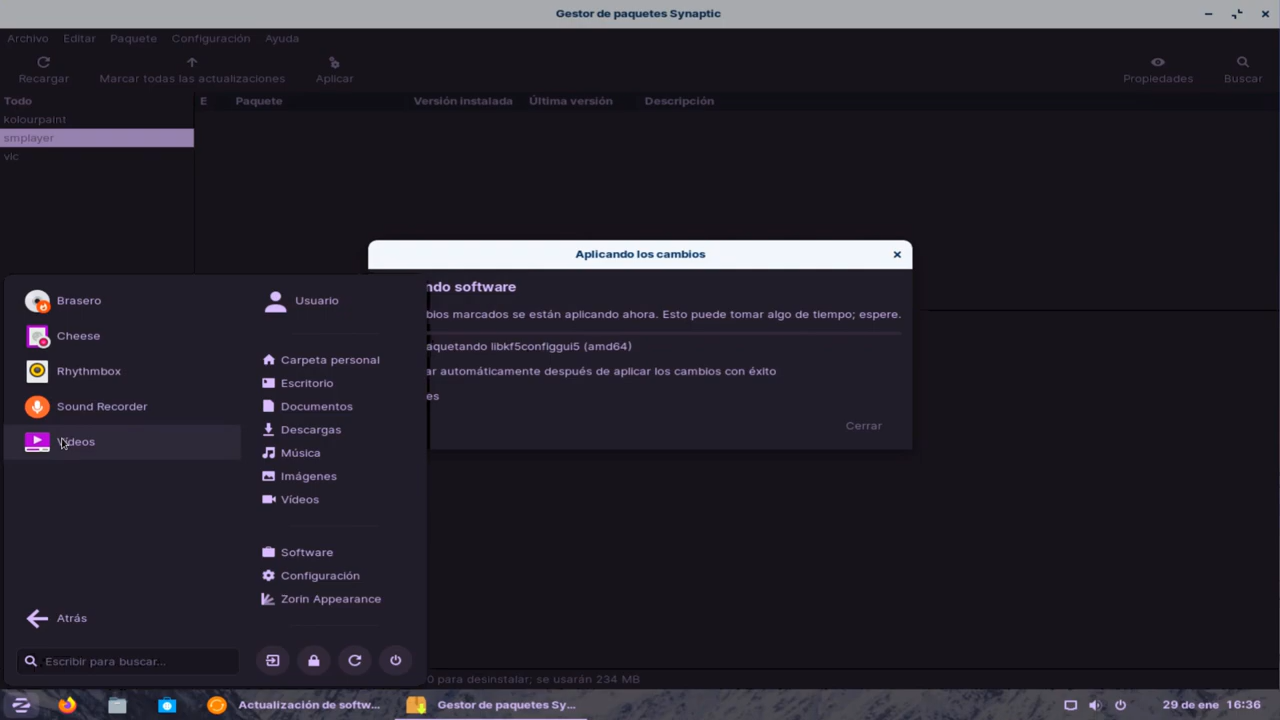 Gestor de paquetes Synaptic
Archivo Editar Paquete Configuración Ayuda
Recargar Marcar todas las actualizaciones Aplicar Propiedades Buscar
Todo
kolourpaint
smplayer
vlc
E Paquete Versión instalada Última versión Descripción
Aplicando los cambios
ndo software
bios marcados se están aplicando ahora. Esto puede tomar algo de tiempo; espere.
aquetando libkf5configgui5 (amd64)
ar automáticamente después de aplicar los cambios con éxito
es
Cerrar
Brasero
Cheese
Rhythmbox
Sound Recorder
Vídeos
Atrás
Escribir para buscar...
Usuario
Carpeta personal
Escritorio
Documentos
Descargas
Música
Imágenes
Vídeos
Software
Configuración
Zorin Appearance
0 para desinstalar; se usarán 234 MB
Actualización de softw... Gestor de paquetes Sy... 29 de ene 16:36